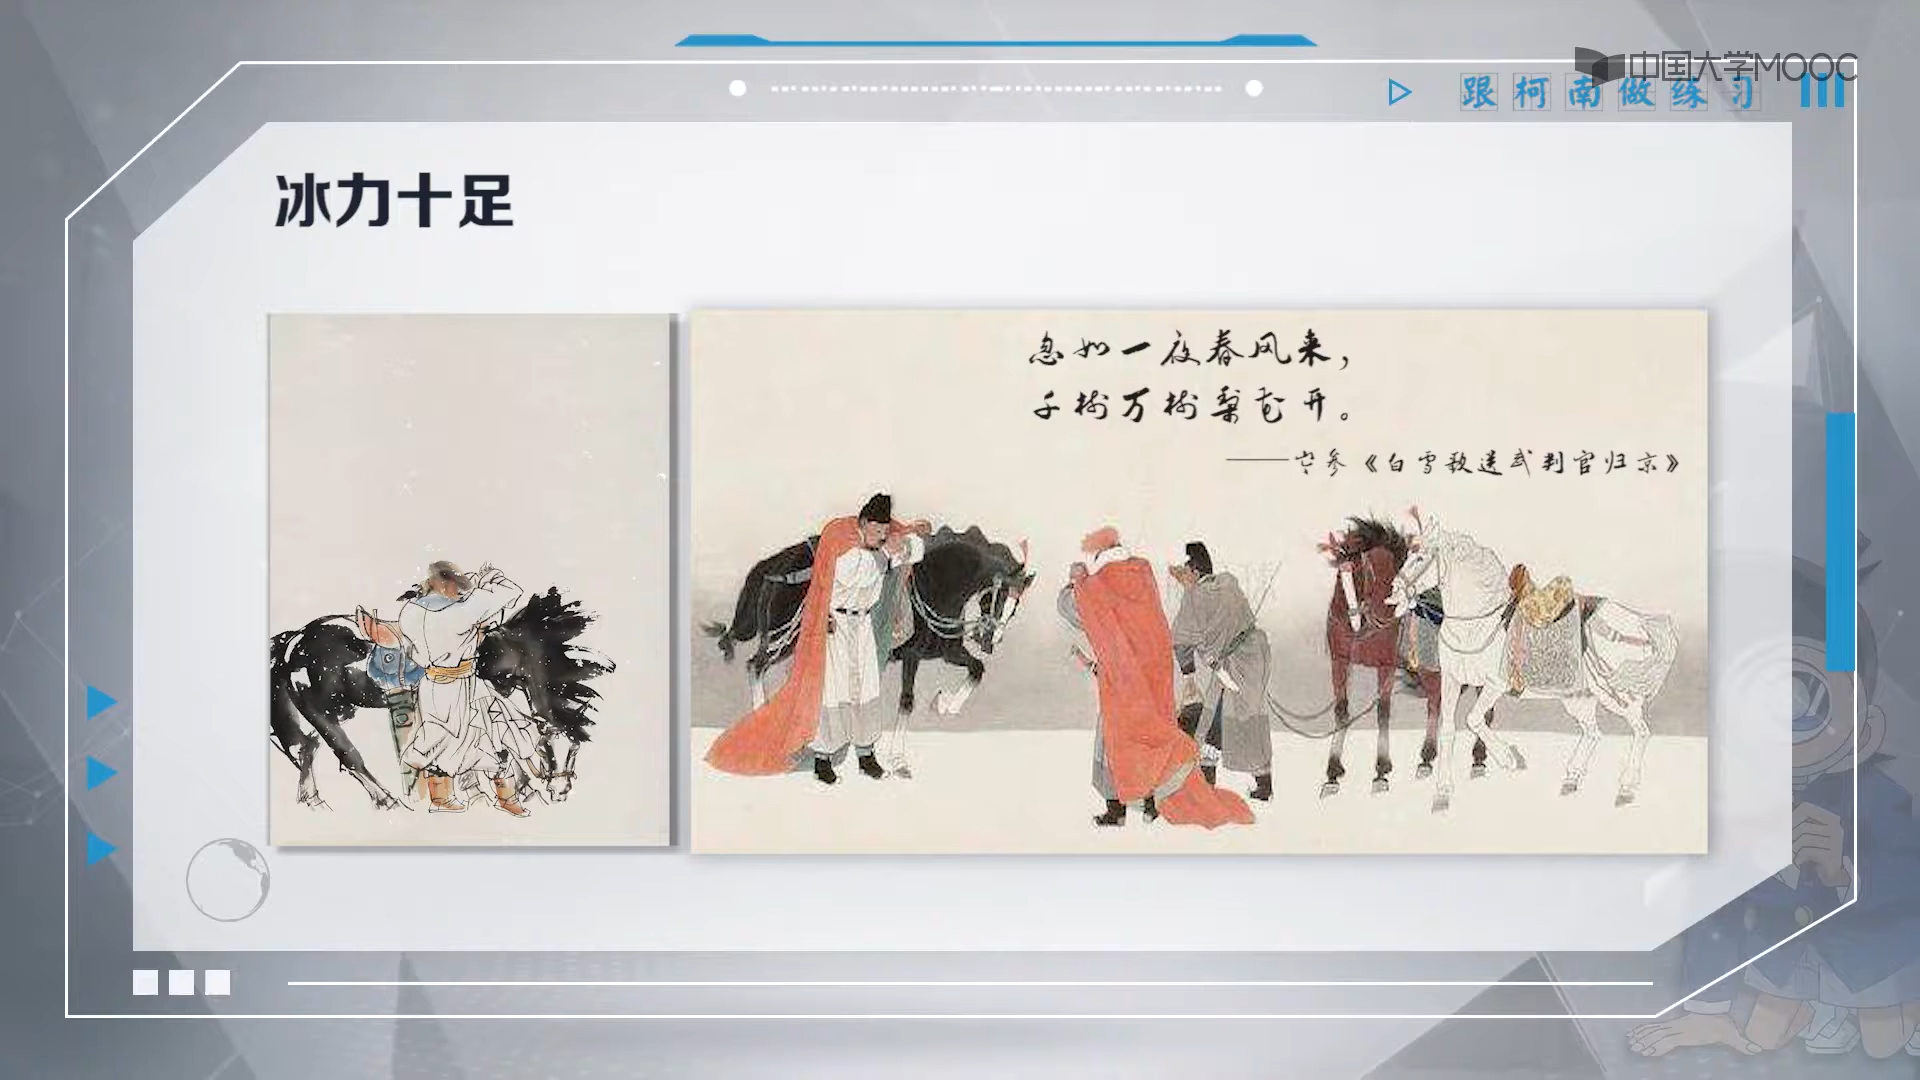 中国大学MOOC
跟柯南做练习
冰力十足
忽如一夜春风来，
千树万树梨花开。
——岑参《白雪歌送武判官归京》